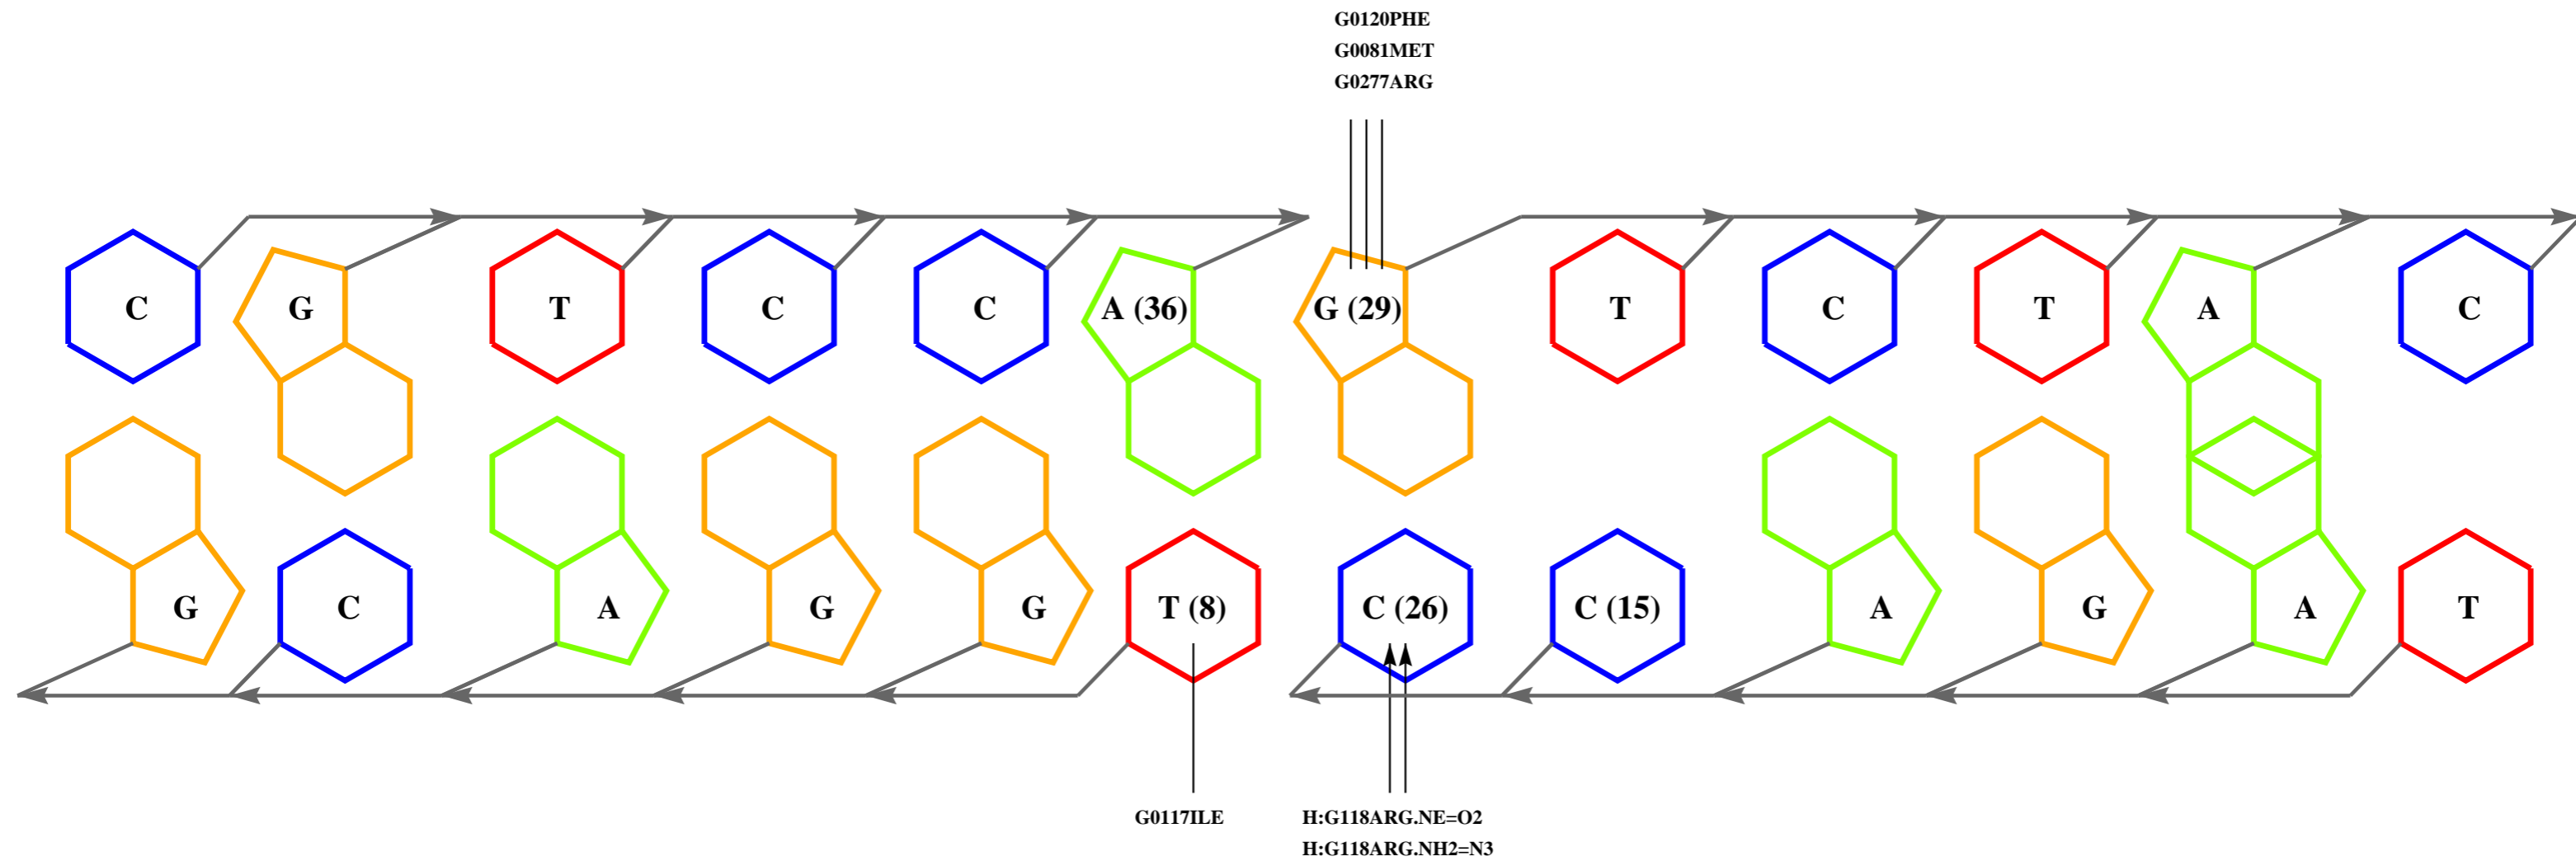 G0120PHE
G0081MET
G0277ARG
C G T C C A (36) G (29) T C T A C
G C A G G T (8) C (26) C (15) A G A T
G0117ILE
H:G118ARG.NE=O2
H:G118ARG.NH2=N3